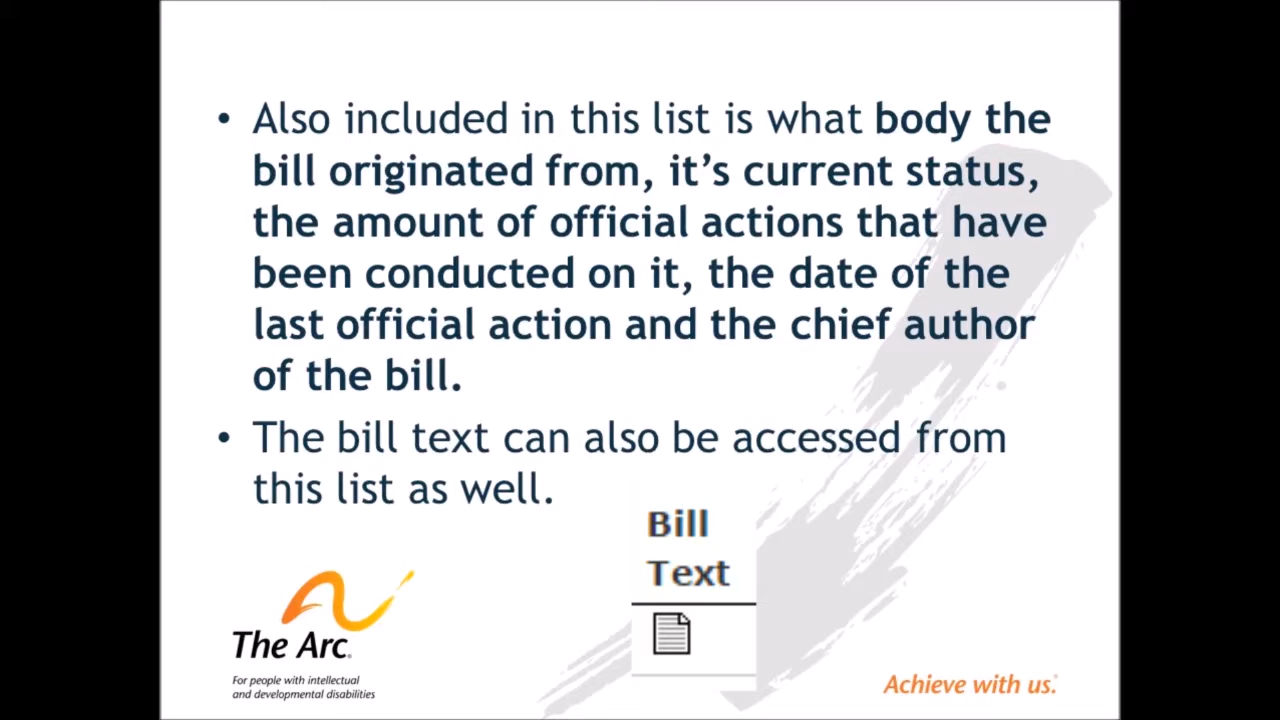 • Also included in this list is what body the
bill originated from, it’s current status,
the amount of official actions that have
been conducted on it, the date of the
last official action and the chief author
of the bill.
• The bill text can also be accessed from
this list as well.
Bill
Text
The Arc®
For people with intellectual
and developmental disabilities
Achieve with us.®